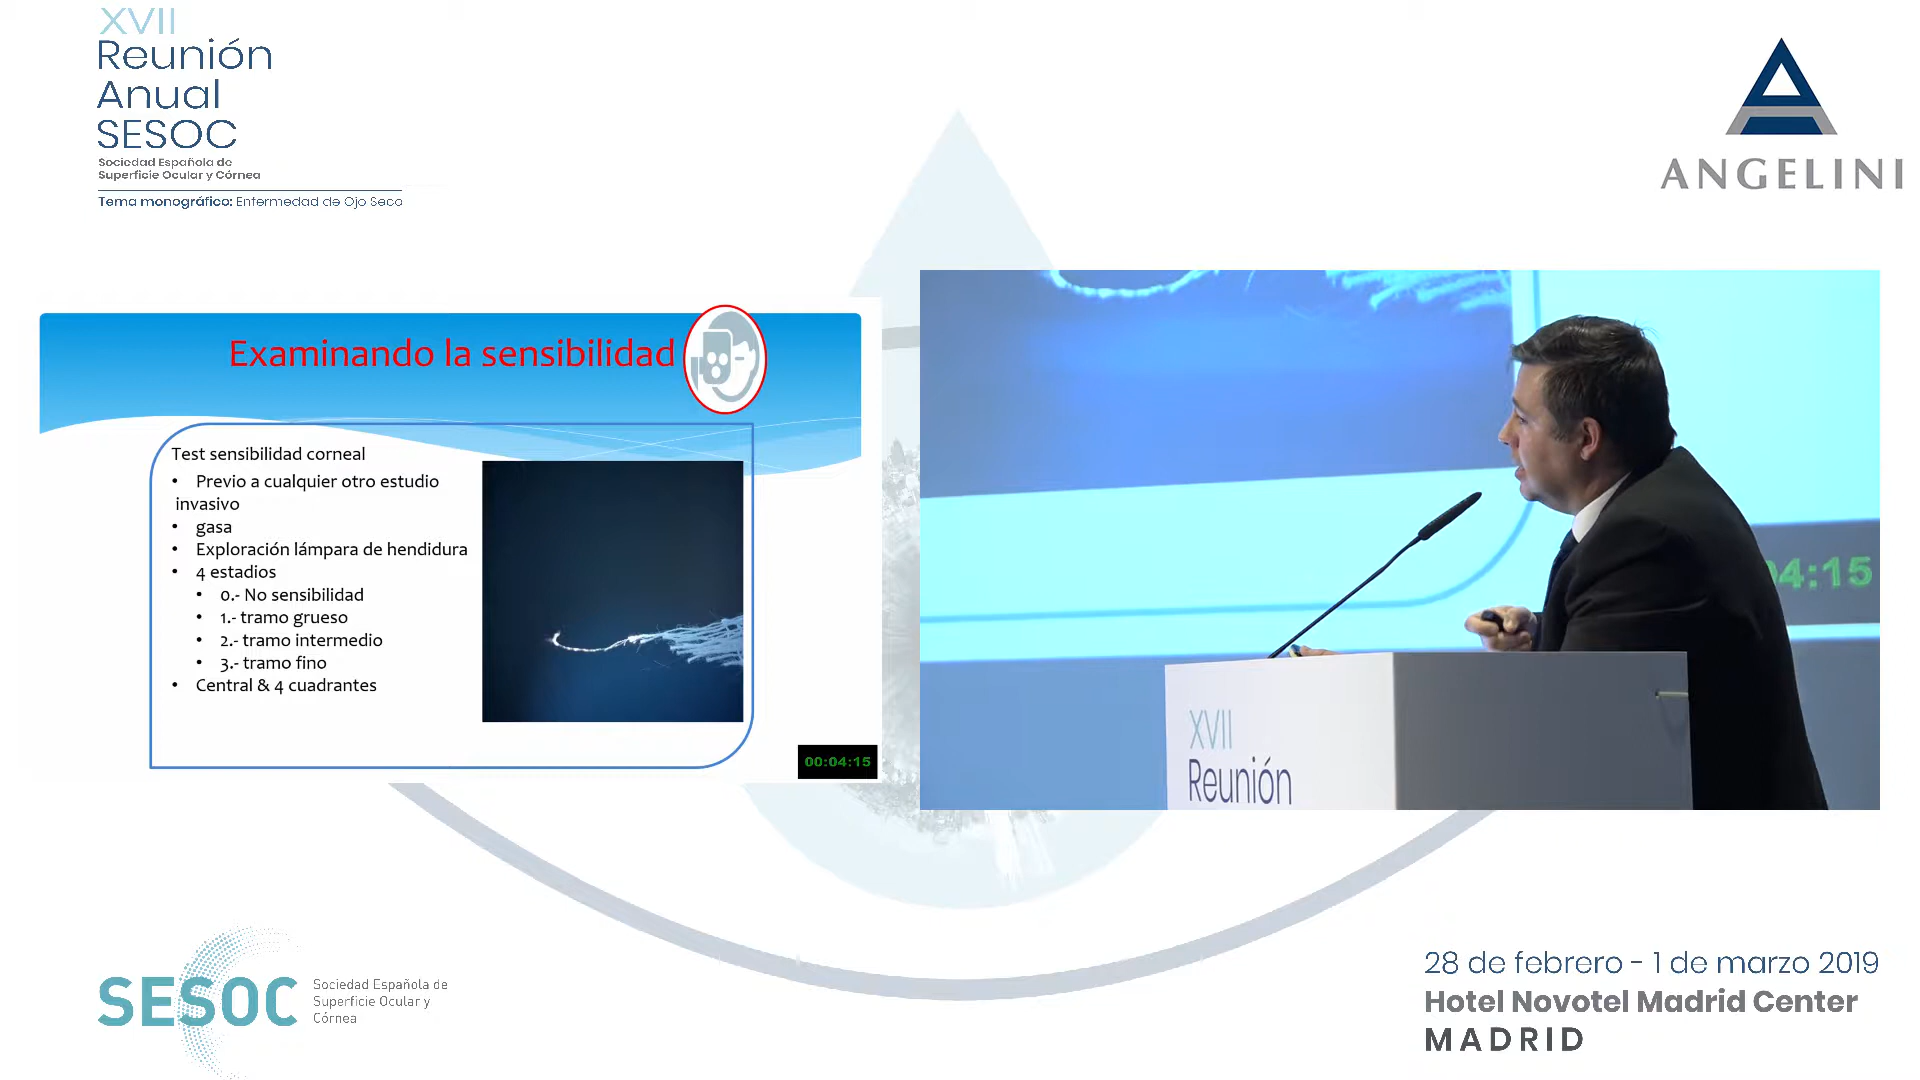 XVII
Reunión
Anual
SESOC
Sociedad Española de
Superficie Ocular y Córnea
Tema monográfico: Enfermedad de Ojo Seco
ANGELINI
Examinando la sensibilidad
Test sensibilidad corneal
• Previo a cualquier otro estudio
invasivo
• gasa
• Exploración lámpara de hendidura
• 4 estadios
• 0.- No sensibilidad
• 1.- tramo grueso
• 2.- tramo intermedio
• 3.- tramo fino
• Central & 4 cuadrantes
00:04:15
04:15
XVII
Reunión
SESOC
Sociedad Española de
Superficie Ocular y
Córnea
28 de febrero - 1 de marzo 2019
Hotel Novotel Madrid Center
MADRID